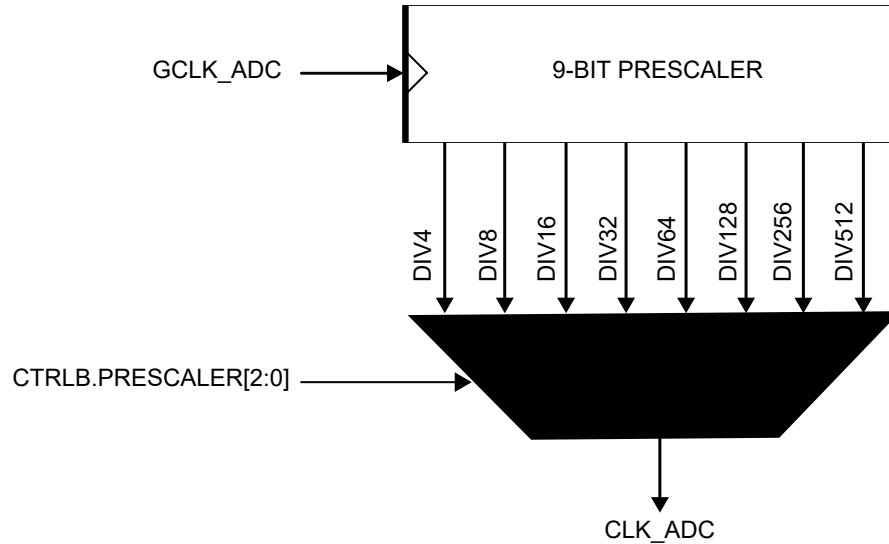 GCLK_ADC
9-BIT PRESCALER
DIV4
DIV8
DIV16
DIV32
DIV64
DIV128
DIV256
DIV512
CTRLB.PRESCALER[2:0]
CLK_ADC